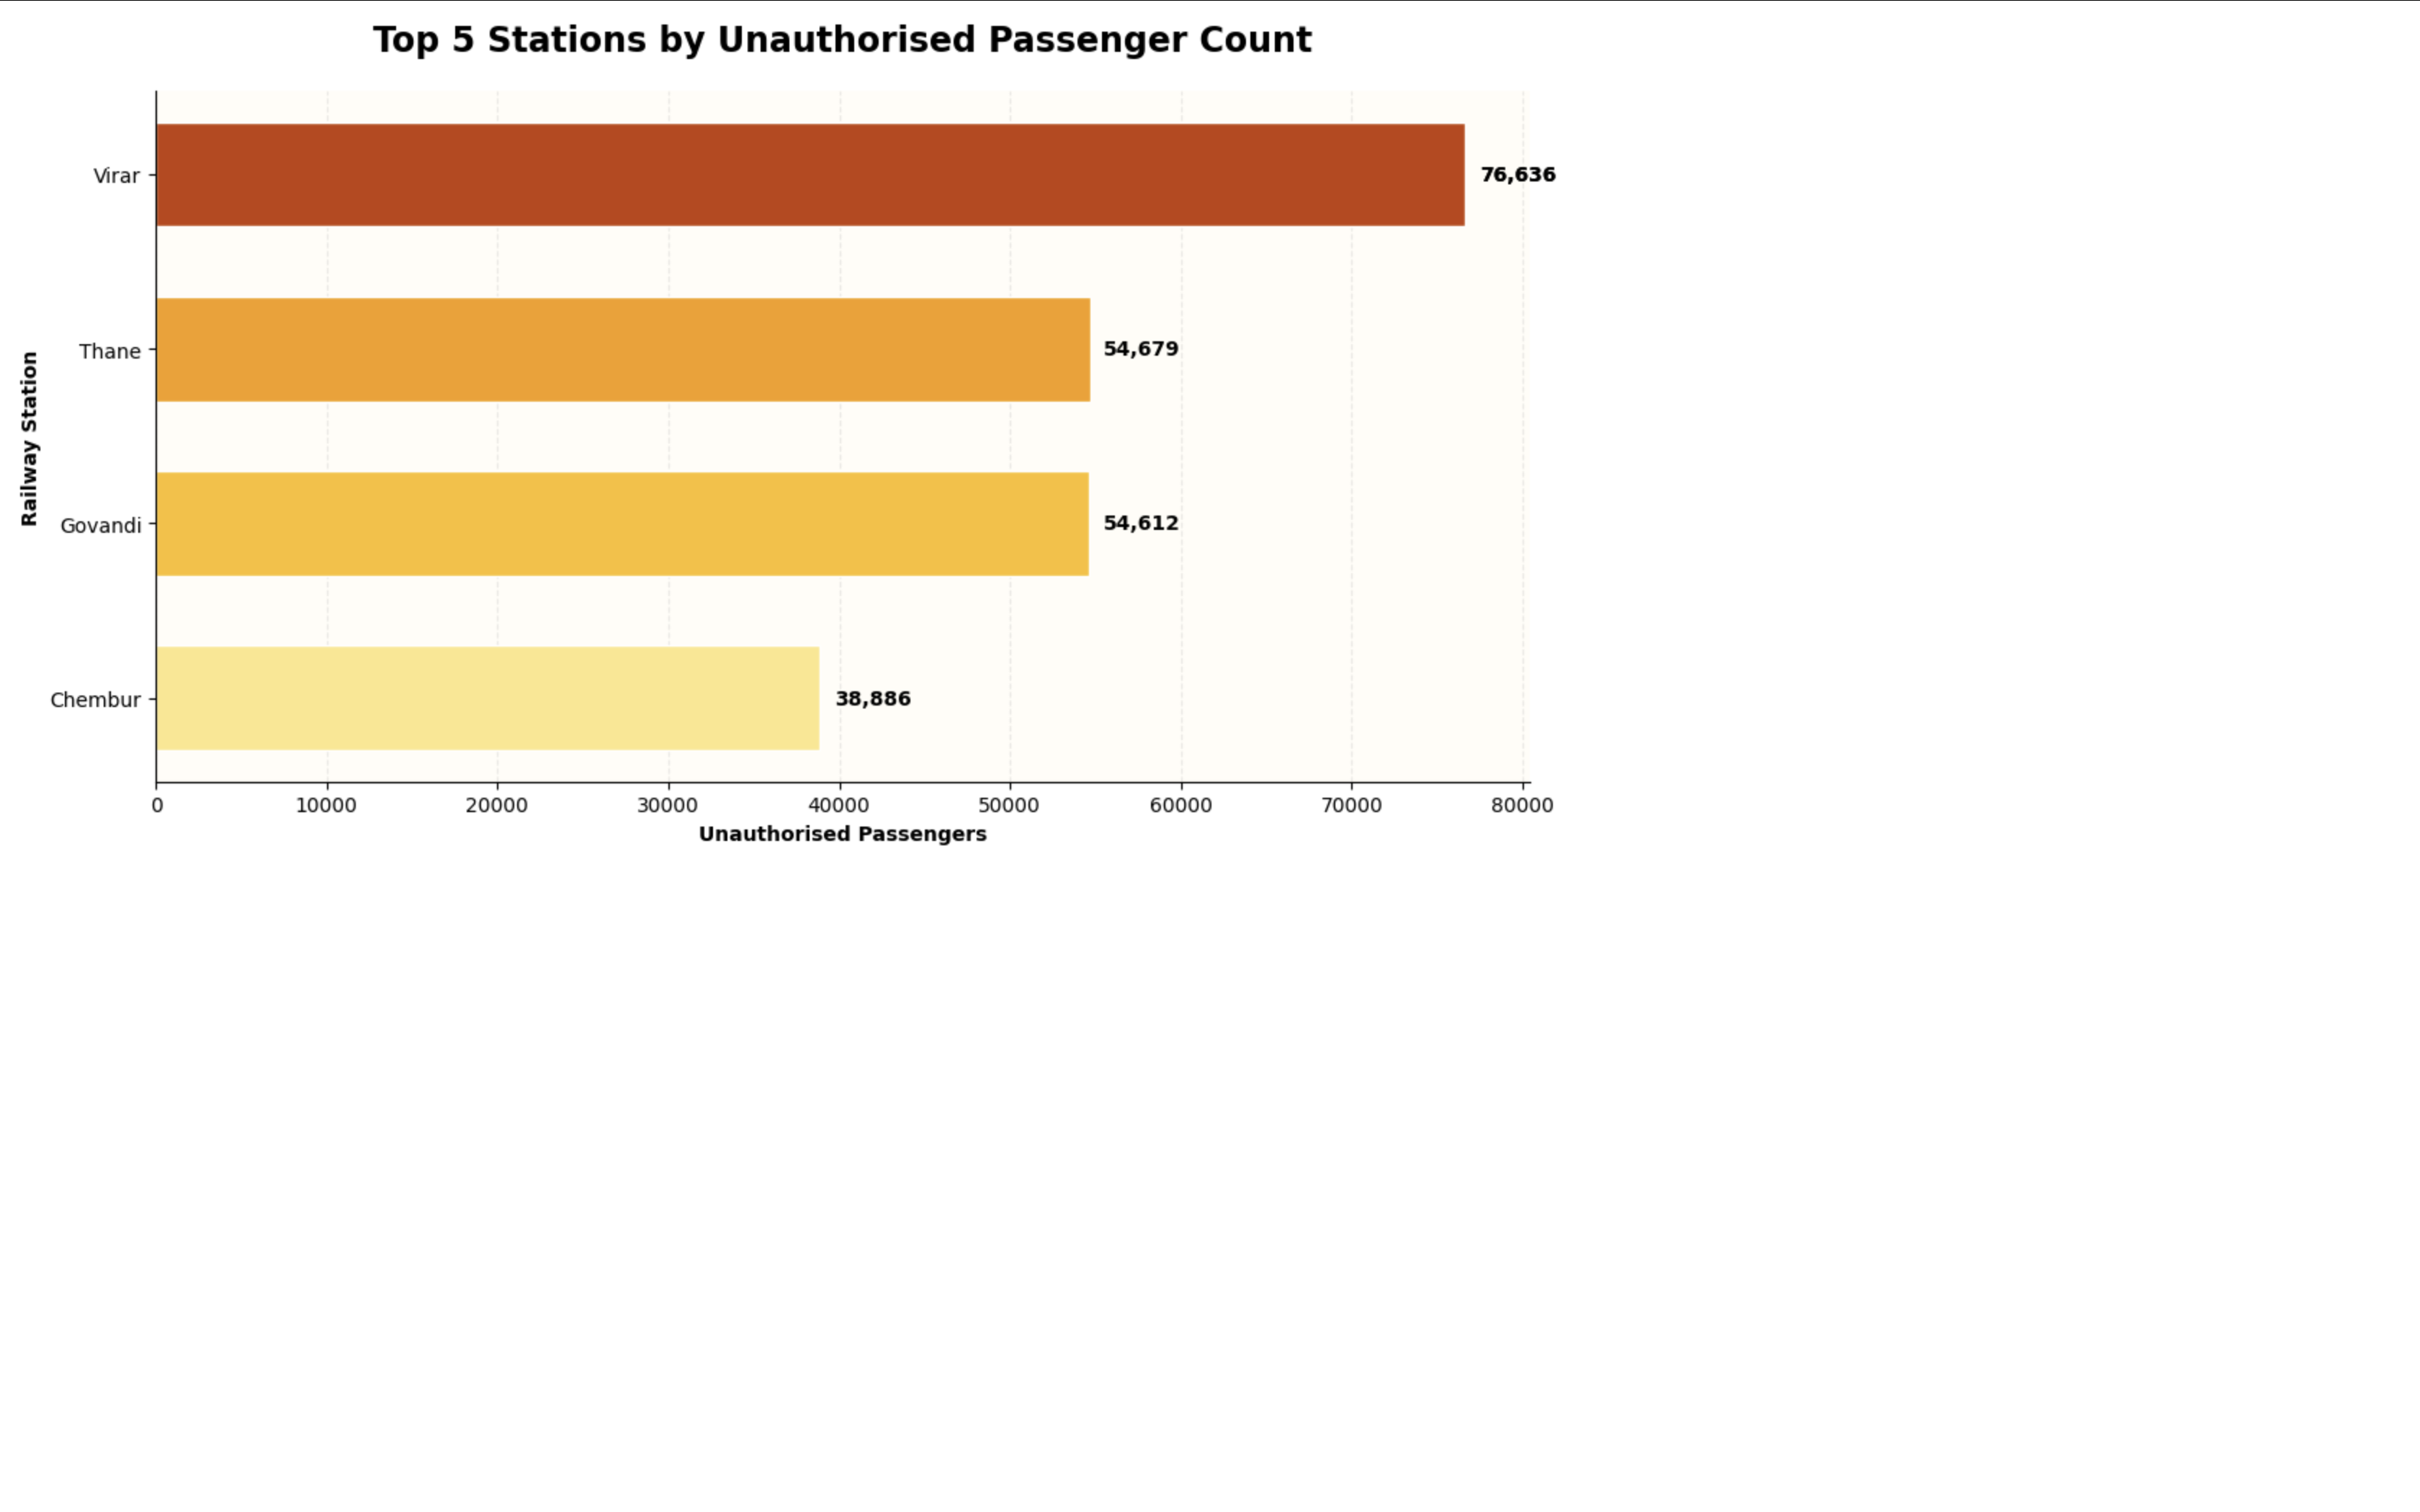 Top 5 Stations by Unauthorised Passenger Count
Railway Station
Virar
76,636
Thane
54,679
Govandi
54,612
Chembur
38,886
0 10000 20000 30000 40000 50000 60000 70000 80000
Unauthorised Passengers